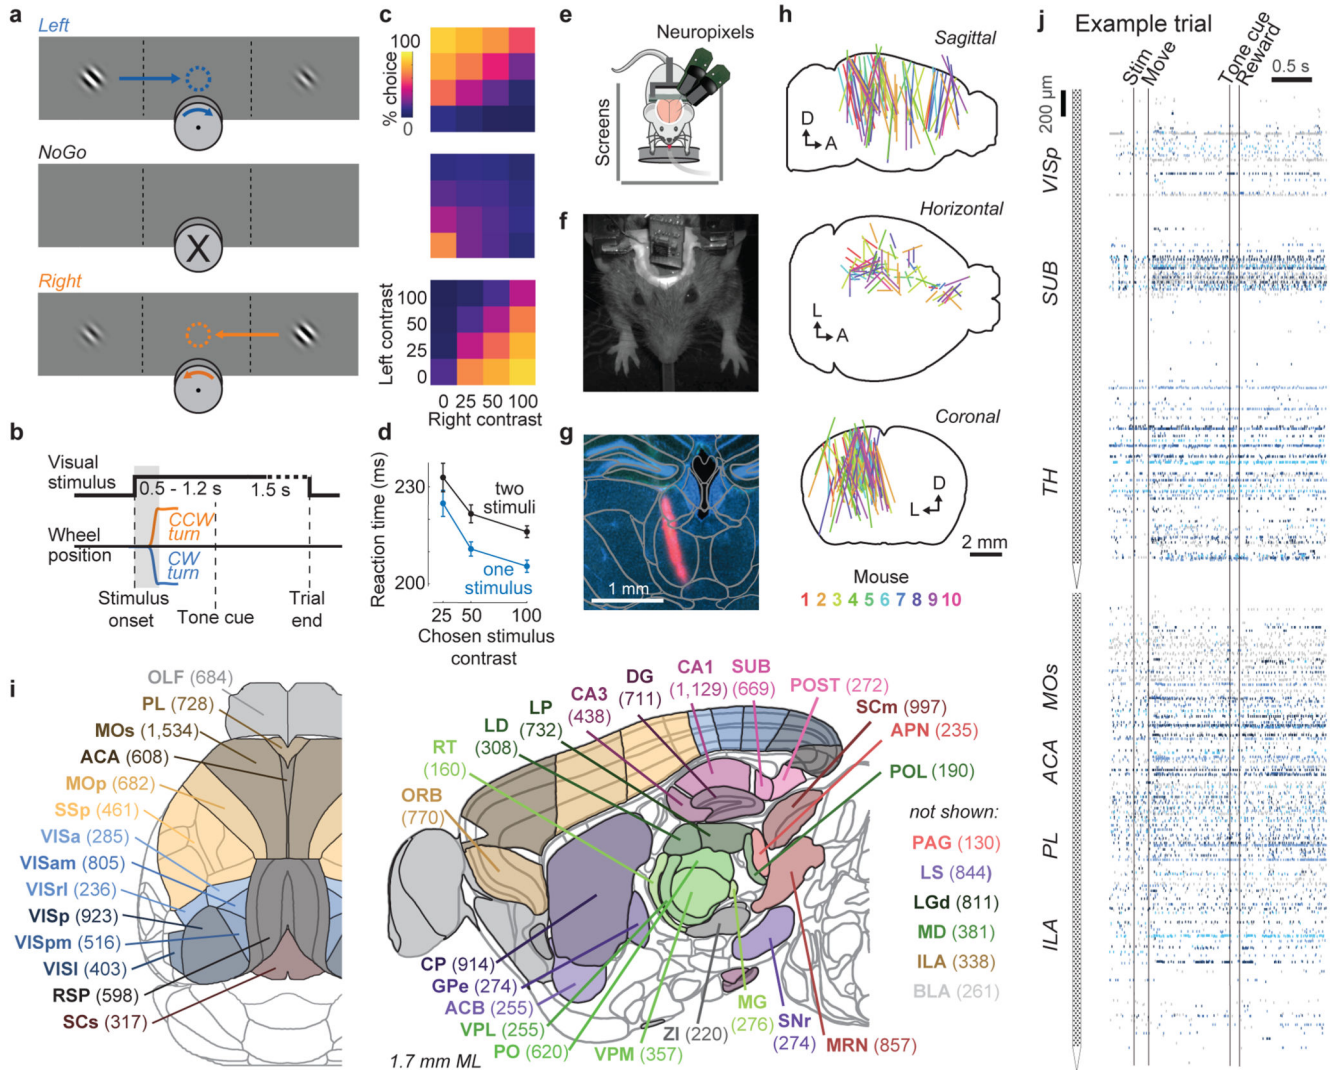 a
Left
NoGo
X
Right
b
Visual
stimulus
0.5 - 1.2 s
1.5 s
Wheel
position
CCW
turn
CW
turn
Stimulus
onset
Tone cue
Trial
end
c
100
% choice
0
Left contrast
100
50
25
0
0 25 50 100
Right contrast
d
Reaction time (ms)
230
200
two
stimuli
one
stimulus
25 50 100
Chosen stimulus
contrast
e
Neuropixels
Screens
f
g
1 mm
h
Sagittal
D
A
Horizontal
L
A
Coronal
D
L
2 mm
Mouse
1 2 3 4 5 6 7 8 9 10
i
OLF (684)
PL (728)
MOs (1,534)
ACA (608)
MOp (682)
SSp (461)
VISa (285)
VISam (805)
VISrl (236)
VISp (923)
VISpm (516)
VISl (403)
RSP (598)
SCs (317)
ORB
(770)
RT
(160)
LD
(308)
LP
(732)
CA3
(438)
DG
(711)
CA1
(1,129)
SUB
(669)
POST (272)
SCm (997)
APN (235)
POL (190)
not shown:
PAG (130)
LS (844)
LGd (811)
MD (381)
ILA (338)
BLA (261)
CP (914)
GPe (274)
ACB (255)
VPL (255)
PO (620)
VPM (357)
ZI (220)
MG
(276)
SNr
(274)
MRN (857)
1.7 mm ML
j
Example trial
Stim
Move
Tone cue
Reward
0.5 s
200 µm
VISp
SUB
TH
MOs
ACA
PL
ILA